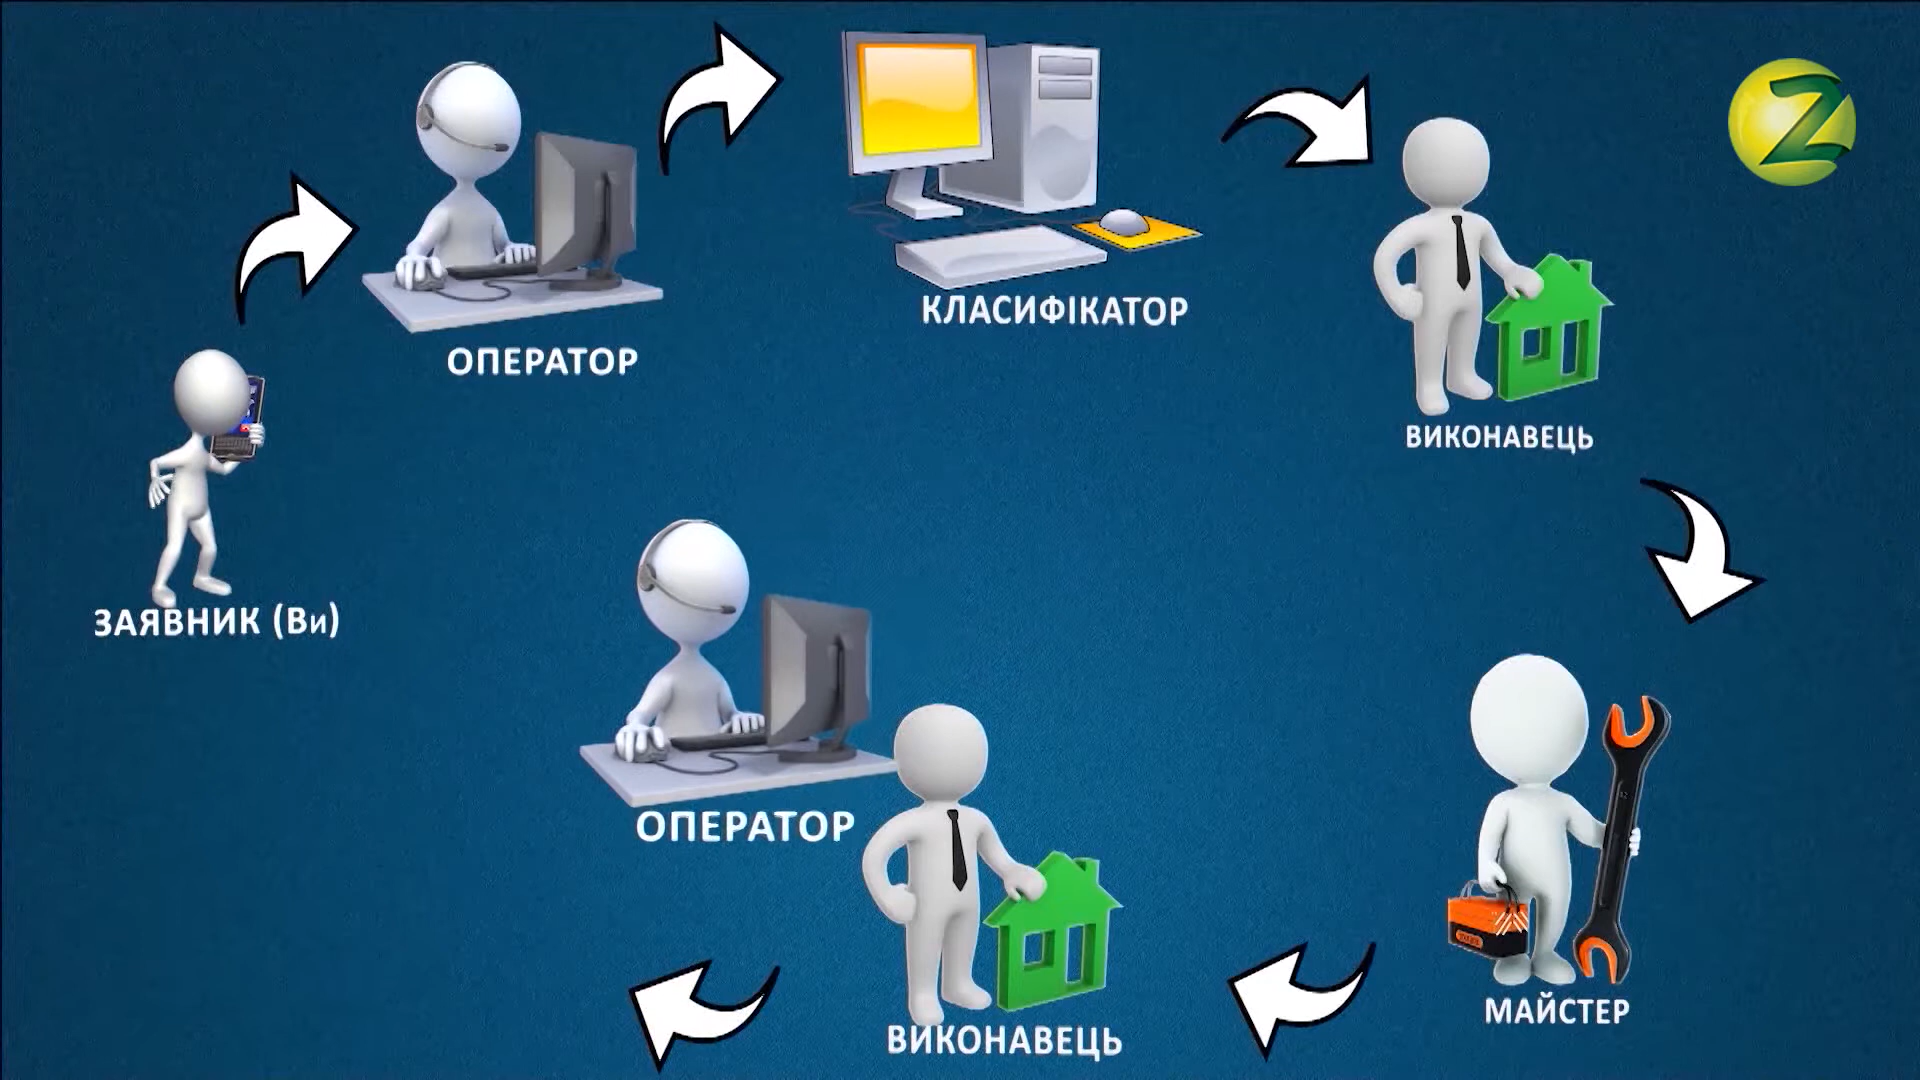 Z
ОПЕРАТОР
КЛАСИФІКАТОР
ВИКОНАВЕЦЬ
ЗАЯВНИК (Ви)
ОПЕРАТОР
ВИКОНАВЕЦЬ
МАЙСТЕР